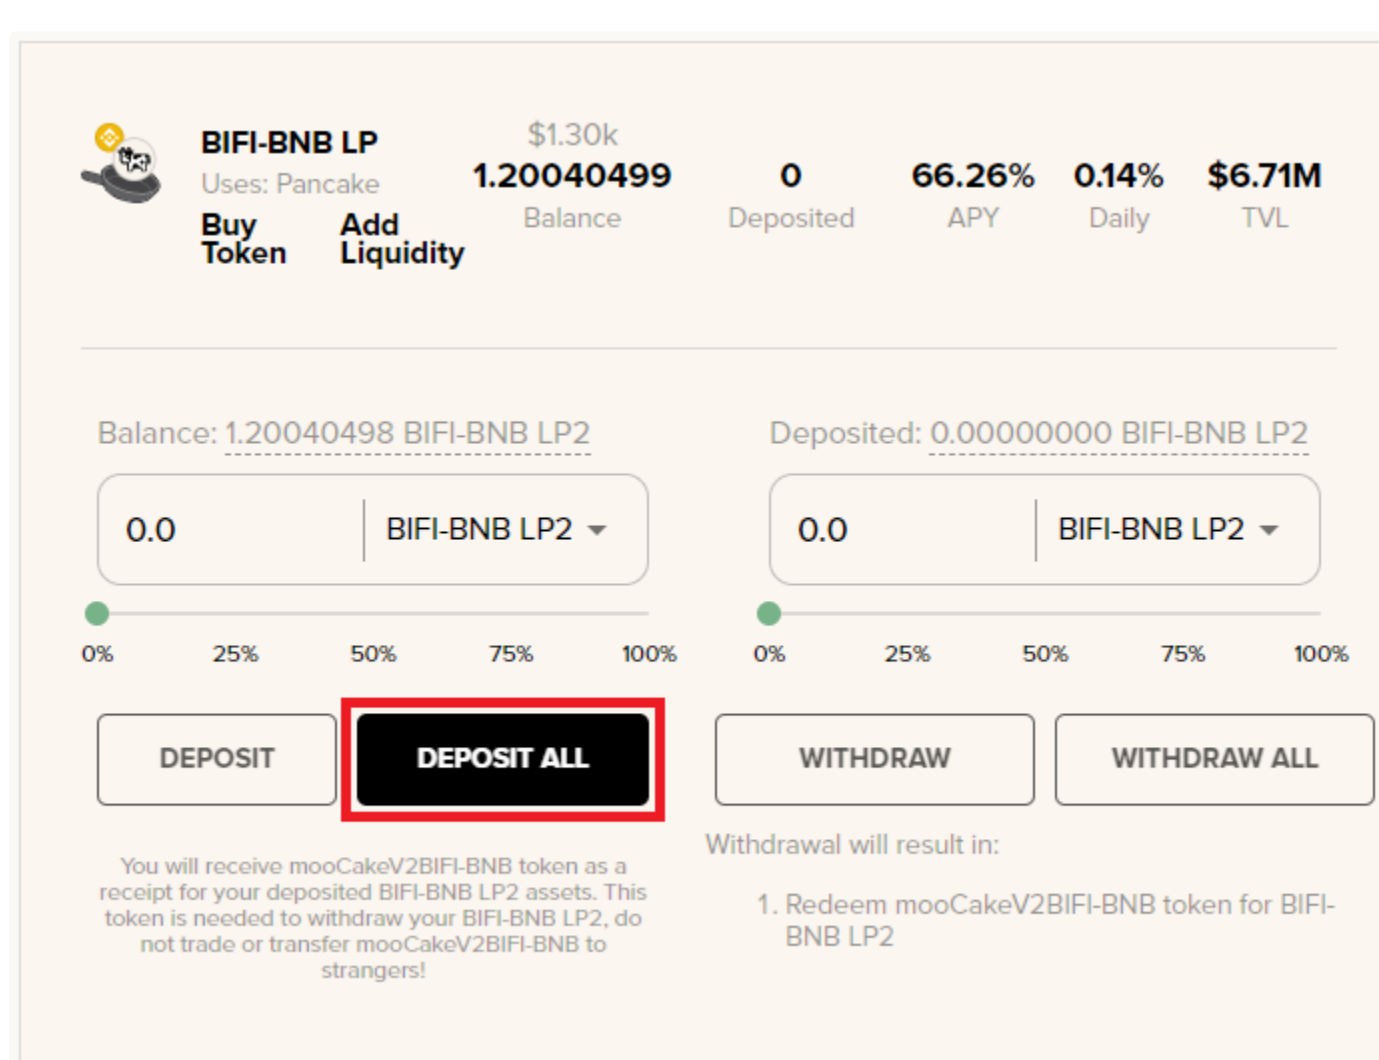 $1.30k
BIFI-BNB LP
1.20040499
0
66.26%
0.14%
$6.71M
Uses: Pancake
Balance
Deposited
APY
Daily
TVL
Buy Token
Add Liquidity
Balance: 1.20040498 BIFI-BNB LP2
0.0
BIFI-BNB LP2
0%
25%
50%
75%
100%
DEPOSIT
DEPOSIT ALL
You will receive mooCakeV2BIFI-BNB token as a
receipt for your deposited BIFI-BNB LP2 assets. This
token is needed to withdraw your BIFI-BNB LP2, do
not trade or transfer mooCakeV2BIFI-BNB to
strangers!
Deposited: 0.00000000 BIFI-BNB LP2
0.0
BIFI-BNB LP2
0%
25%
50%
75%
100%
WITHDRAW
WITHDRAW ALL
Withdrawal will result in:
1. Redeem mooCakeV2BIFI-BNB token for BIFI-
BNB LP2